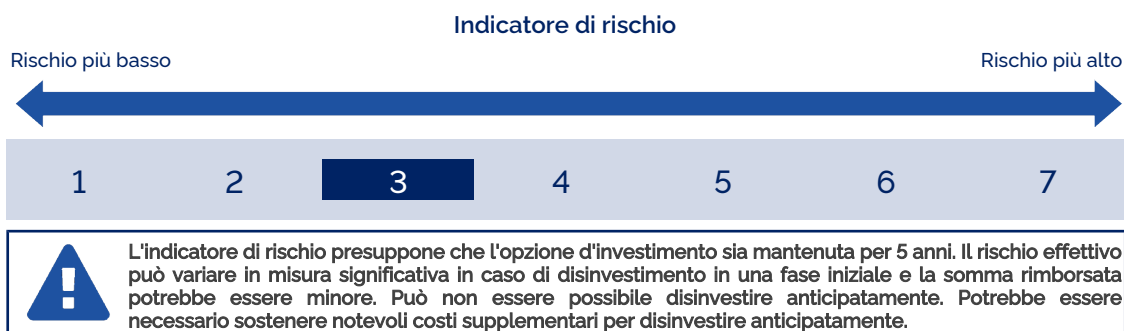 Indicatore di rischio
Rischio più basso
Rischio più alto
1 2 3 4 5 6 7
L'indicatore di rischio presuppone che l'opzione d'investimento sia mantenuta per 5 anni. Il rischio effettivo
può variare in misura significativa in caso di disinvestimento in una fase iniziale e la somma rimborsata
potrebbe essere minore. Può non essere possibile disinvestire anticipatamente. Potrebbe essere
necessario sostenere notevoli costi supplementari per disinvestire anticipatamente.